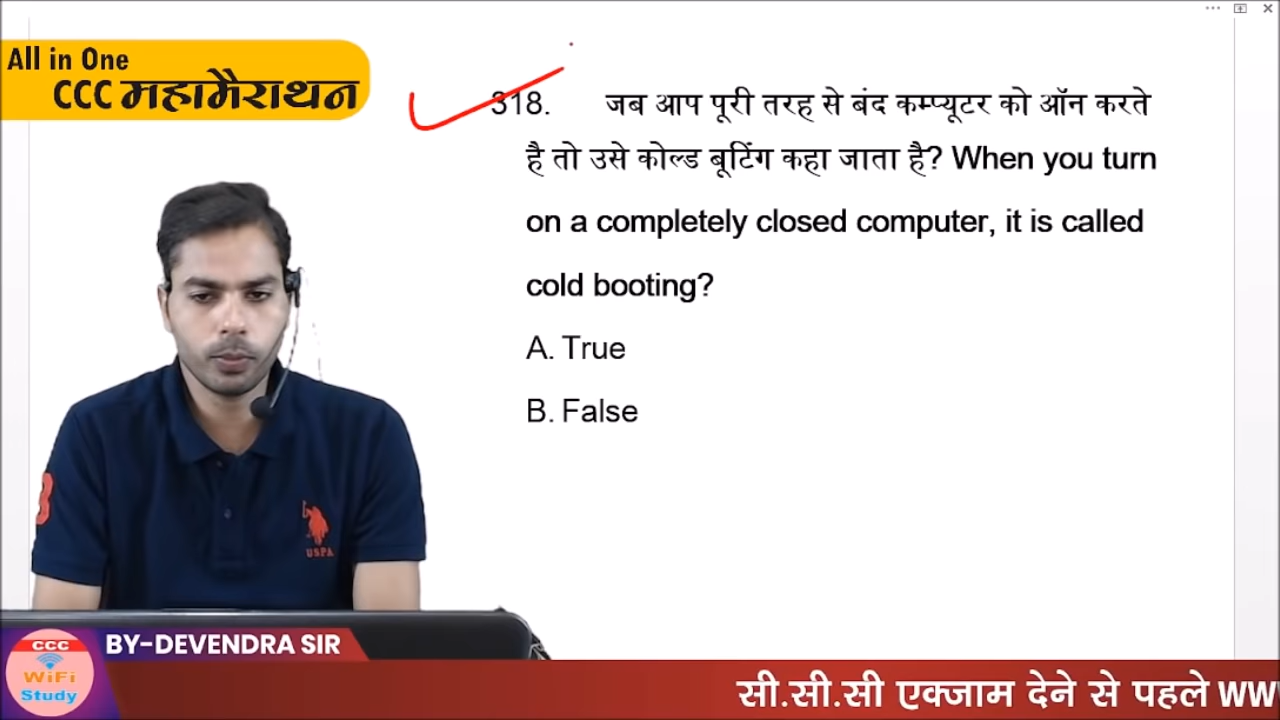 All in One
CCC महामैराथन
318. जब आप पूरी तरह से बंद कम्प्यूटर को ऑन करते
है तो उसे कोल्ड बूटिंग कहा जाता है? When you turn
on a completely closed computer, it is called
cold booting?
A. True
B. False
USPA
BY-DEVENDRA SIR
CCC
WiFi
Study
सी.सी.सी एक्जाम देने से पहले WW